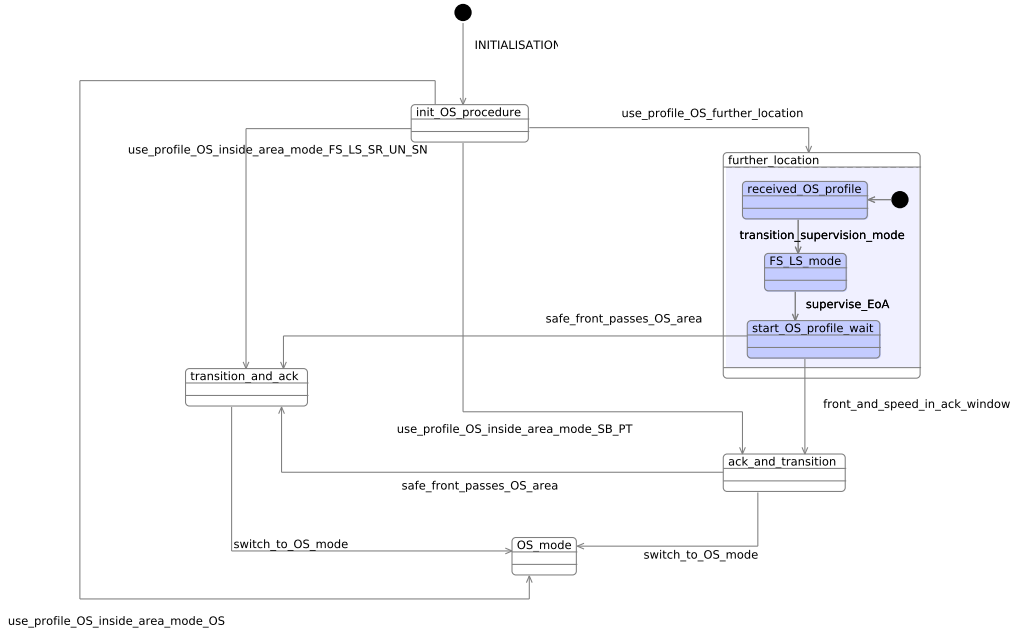 INITIALISATION
init_OS_procedure
use_profile_OS_further_location
use_profile_OS_inside_area_mode_FS_LS_SR_UN_SN
further_location
received_OS_profile
transition_supervision_mode
FS_LS_mode
supervise_EoA
safe_front_passes_OS_area
start_OS_profile_wait
transition_and_ack
front_and_speed_in_ack_window
use_profile_OS_inside_area_mode_SB_PT
ack_and_transition
safe_front_passes_OS_area
switch_to_OS_mode
OS_mode
switch_to_OS_mode
use_profile_OS_inside_area_mode_OS